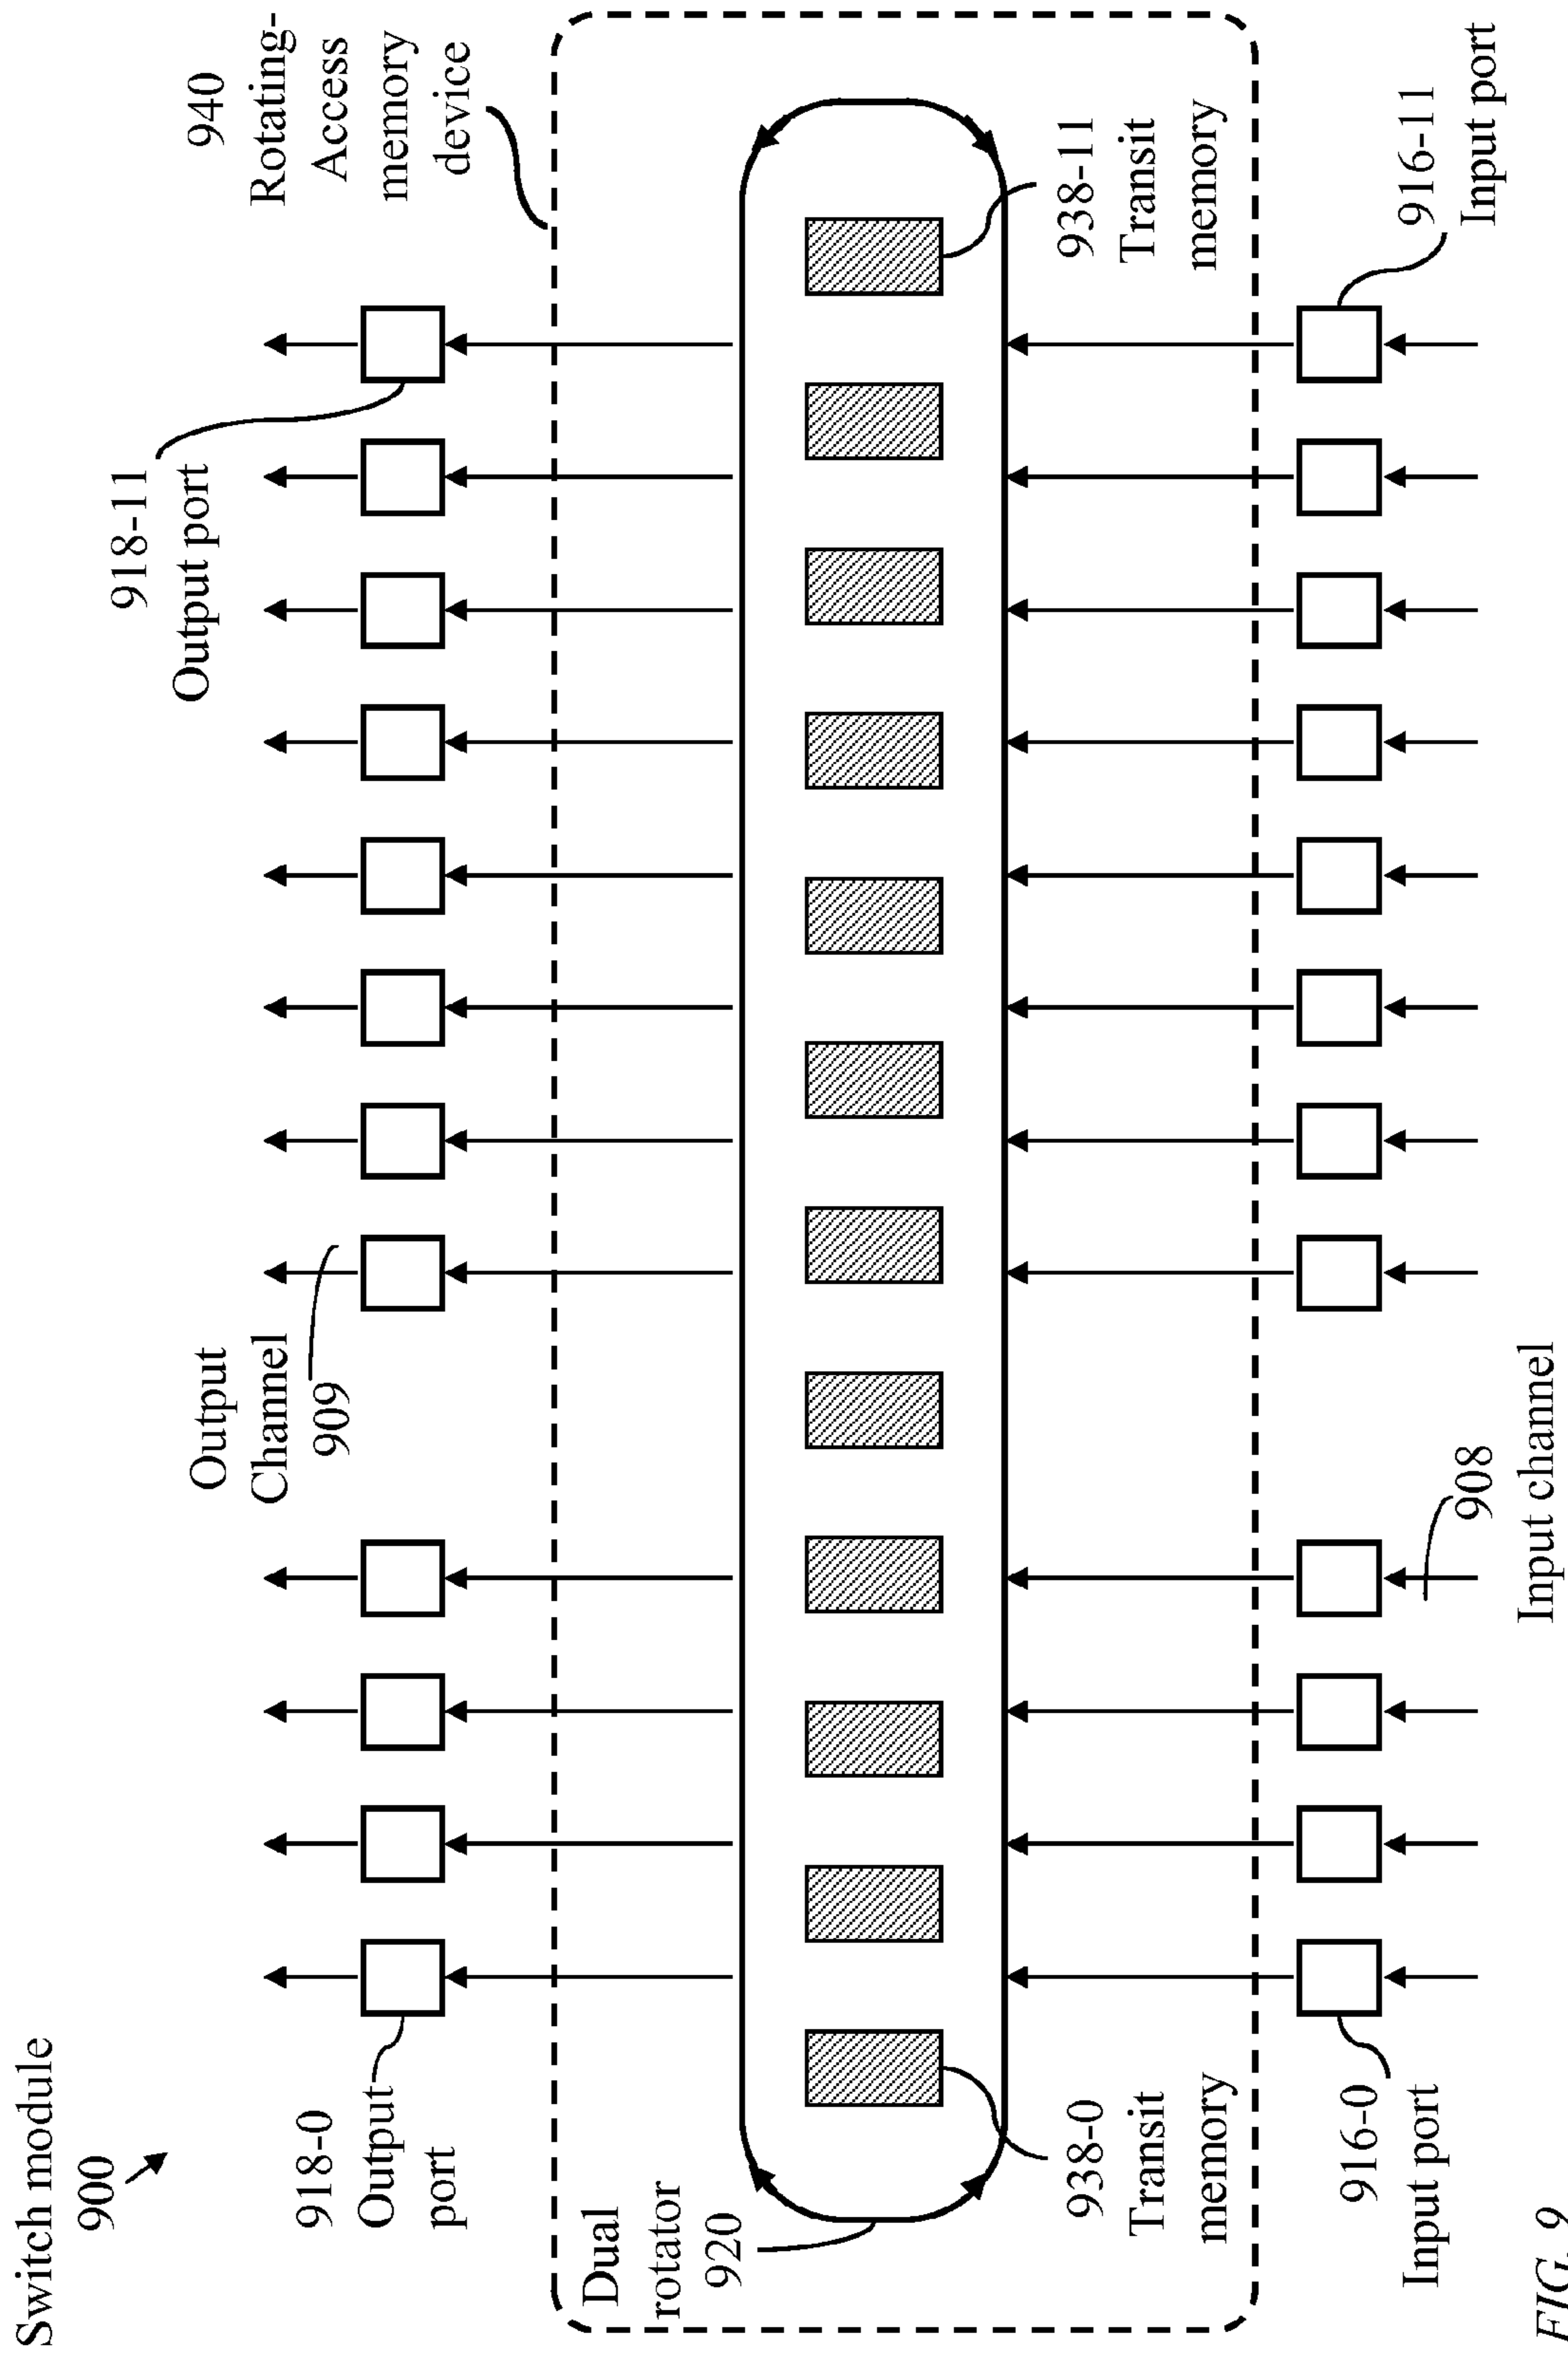 Switch module
900
940
Rotating-
Access
memory
device
918-11
Output port
Output
Channel
909
918-0
Output
port
Dual
rotator
920
938-11
Transit
memory
938-0
Transit
memory
916-11
Input port
908
Input channel
916-0
Input port
FIG. 9